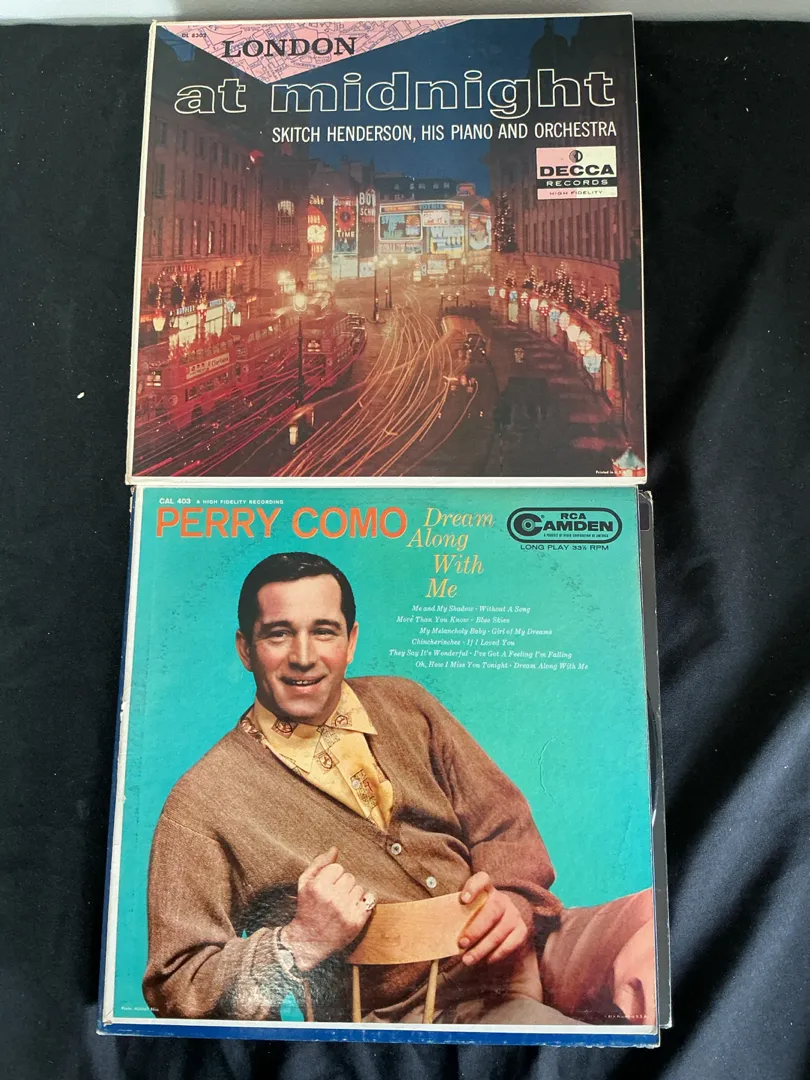 DL 8302
LONDON
at midnight
SKITCH HENDERSON, HIS PIANO AND ORCHESTRA
DECCA
RECORDS
HIGH FIDELITY
TIME
CAL 403 A HIGH FIDELITY RECORDING
PERRY COMO
Dream
Along
With
Me
RCA
CAMDEN
LONG PLAY 33⅓ RPM
Me and My Shadow · Without A Song
More Than You Know · Blue Skies
My Melancholy Baby · Girl of My Dreams
Chincherinchee · If I Loved You
They Say It's Wonderful · I've Got A Feeling I'm Falling
Oh, How I Miss You Tonight · Dream Along With Me